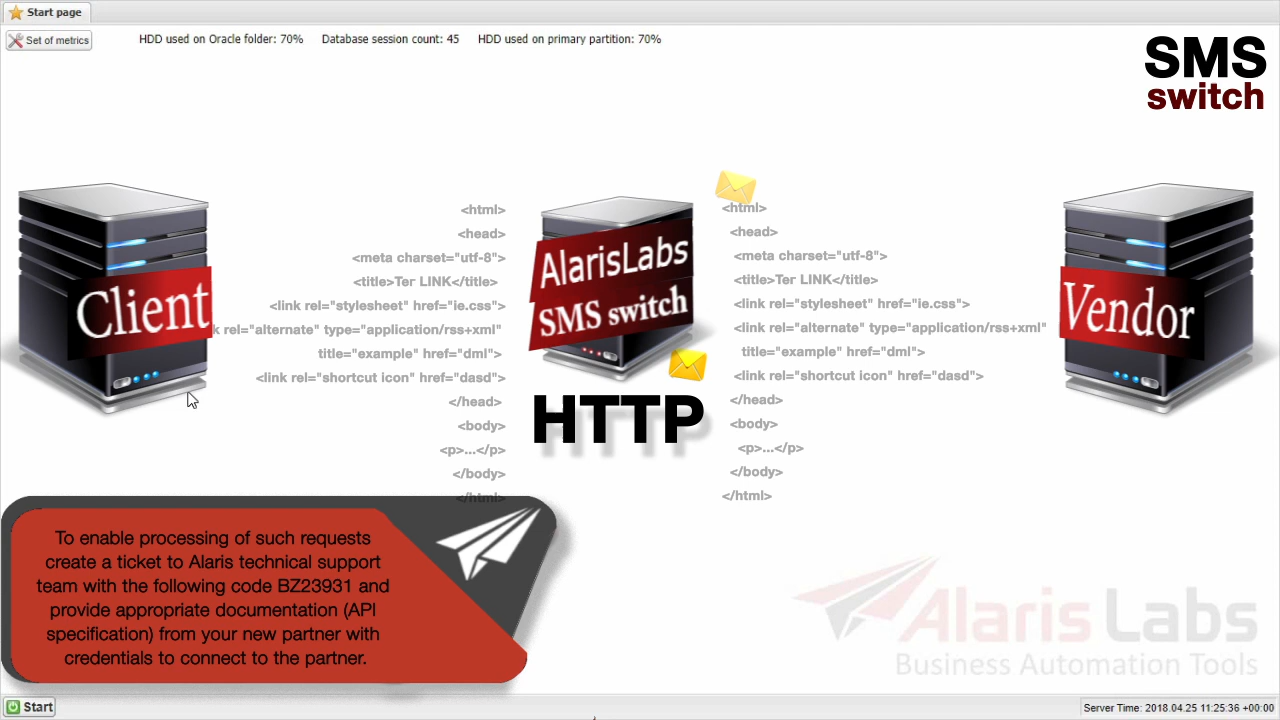 Start page
Set of metrics
HDD used on Oracle folder: 70% Database session count: 45 HDD used on primary partition: 70%
SMS
switch
Client
<html>
<head>
<meta charset="utf-8">
<title>Ter LINK</title>
<link rel="stylesheet" href="ie.css">
k rel="alternate" type="application/rss+xml"
title="example" href="dml">
<link rel="shortcut icon" href="dasd">
</head>
<body>
<p>...</p>
</body>
</html>
AlarisLabs
SMS switch
HTTP
<html>
<head>
<meta charset="utf-8">
<title>Ter LINK</title>
<link rel="stylesheet" href="ie.css">
<link rel="alternate" type="application/rss+xml"
title="example" href="dml">
<link rel="shortcut icon" href="dasd">
</head>
<body>
<p>...</p>
</body>
</html>
Vendor
To enable processing of such requests
create a ticket to Alaris technical support
team with the following code BZ23931 and
provide appropriate documentation (API
specification) from your new partner with
credentials to connect to the partner.
Alaris Labs
Business Automation Tools
Start
Server Time: 2018.04.25 11:25:36 +00:00